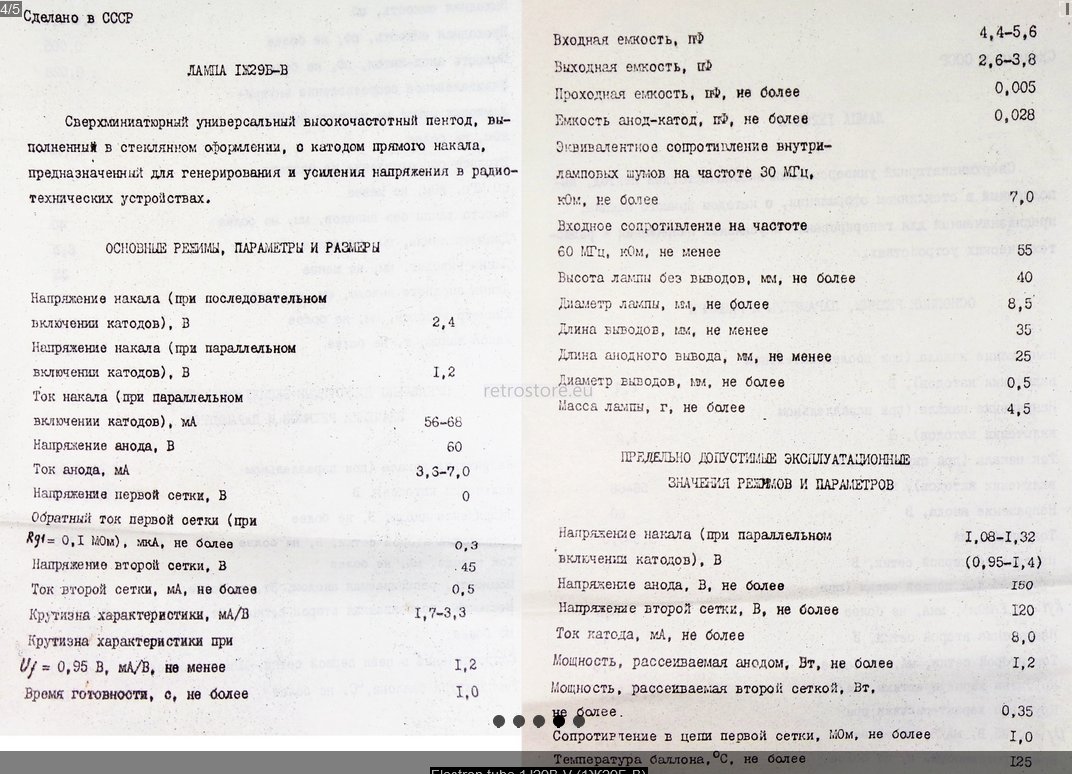 4/5
Сделано в СССР
ЛАМПА 1Ж29Б-В
Сверхминиатюрный универсальный высокочастотный пентод, вы-
полненный в стеклянном оформлении, с катодом прямого накала,
предназначенный для генерирования и усиления напряжения в радио-
технических устройствах.
ОСНОВНЫЕ РЕЖИМЫ, ПАРАМЕТРЫ И РАЗМЕРЫ
Напряжение накала (при последовательном
включении катодов), В 2,4
Напряжение накала (при параллельном
включении катодов), В 1,2
Ток накала (при параллельном
включении катодов), мА 56-68
Напряжение анода, В 60
Ток анода, мА 3,3-7,0
Напряжение первой сетки, В 0
Обратный ток первой сетки (при
Rg1 = 0,1 МОм), мкА, не более 0,3
Напряжение второй сетки, В 45
Ток второй сетки, мА, не более 0,5
Крутизна характеристики, мА/В 1,7-3,3
Крутизна характеристики при
Uf = 0,95 В, мА/В, не менее 1,2
Время готовности, с, не более 1,0
Входная емкость, пФ 4,4-5,6
Выходная емкость, пФ 2,6-3,8
Проходная емкость, пФ, не более 0,005
Емкость анод-катод, пФ, не более 0,028
Эквивалентное сопротивление внутри-
ламповых шумов на частоте 30 МГц,
кОм, не более 7,0
Входное сопротивление на частоте
60 МГц, кОм, не менее 55
Высота лампы без выводов, мм, не более 40
Диаметр лампы, мм, не более 8,5
Длина выводов, мм, не менее 35
Длина анодного вывода, мм, не менее 25
Диаметр выводов, мм, не более 0,5
Масса лампы, г, не более 4,5
ПРЕДЕЛЬНО ДОПУСТИМЫЕ ЭКСПЛУАТАЦИОННЫЕ
ЗНАЧЕНИЯ РЕЖИМОВ И ПАРАМЕТРОВ
Напряжение накала (при параллельном 1,08-1,32
включении катодов), В (0,95-1,4)
Напряжение анода, В, не более 150
Напряжение второй сетки, В, не более 120
Ток катода, мА, не более 8,0
Мощность, рассеиваемая анодом, Вт, не более 1,2
Мощность, рассеиваемая второй сеткой, Вт,
не более. 0,35
Сопротивление в цепи первой сетки, МОм, не более 1,0
Температура баллона, °С, не более 125
retrostore.eu